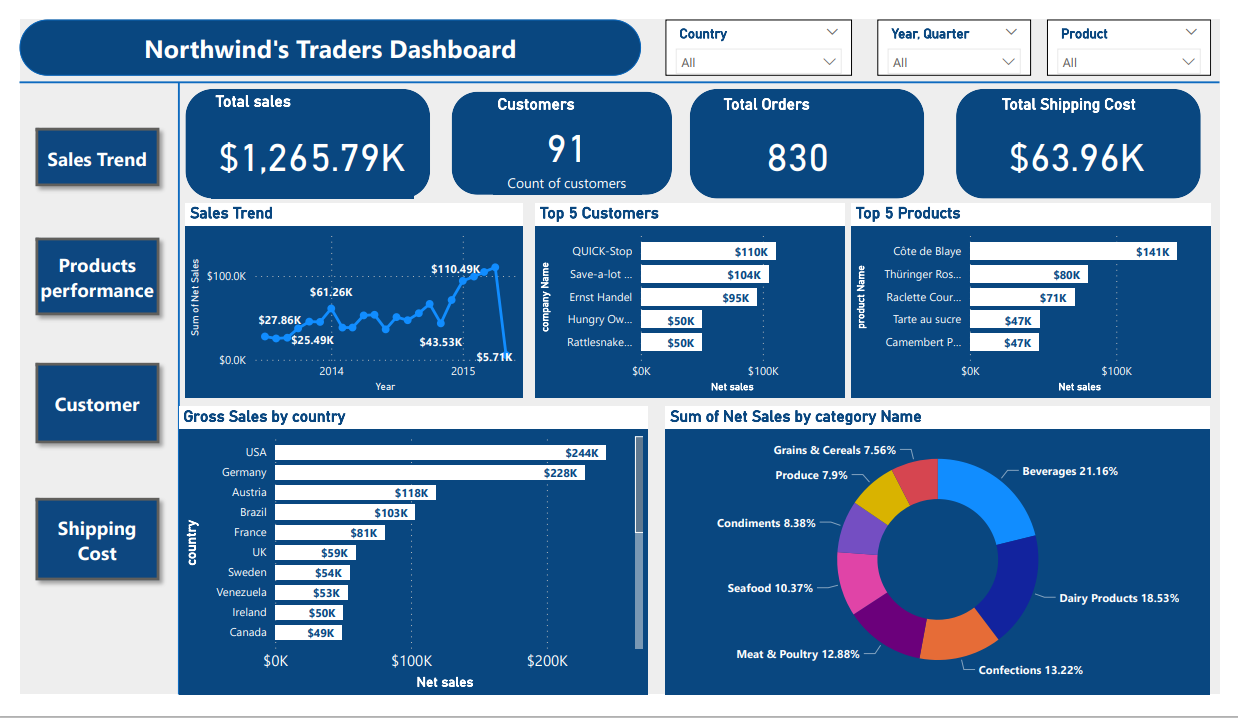 Northwind's Traders Dashboard
Country
All
Year, Quarter
All
Product
All
Sales Trend
Products
performance
Customer
Shipping
Cost
Total sales
$1,265.79K
Customers
91
Count of customers
Total Orders
830
Total Shipping Cost
$63.96K
Sales Trend
Sum of Net Sales
$100.0K
$0.0K
$27.86K
$25.49K
$61.26K
$43.53K
$110.49K
$5.71K
2014
2015
Year
Top 5 Customers
company Name
QUICK-Stop
$110K
Save-a-lot ...
$104K
Ernst Handel
$95K
Hungry Ow...
$50K
Rattlesnake...
$50K
$0K
$100K
Net sales
Top 5 Products
product Name
Côte de Blaye
$141K
Thüringer Ros...
$80K
Raclette Cour...
$71K
Tarte au sucre
$47K
Camembert P...
$47K
$0K
$100K
Net sales
Gross Sales by country
country
USA
$244K
Germany
$228K
Austria
$118K
Brazil
$103K
France
$81K
UK
$59K
Sweden
$54K
Venezuela
$53K
Ireland
$50K
Canada
$49K
$0K
$100K
$200K
Net sales
Sum of Net Sales by category Name
Grains & Cereals 7.56%
Beverages 21.16%
Produce 7.9%
Condiments 8.38%
Seafood 10.37%
Dairy Products 18.53%
Meat & Poultry 12.88%
Confections 13.22%